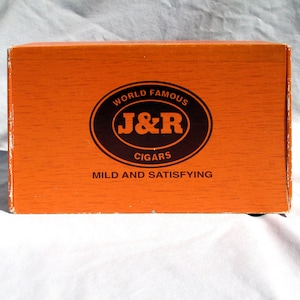 WORLD FAMOUS
J&R
CIGARS
MILD AND SATISFYING